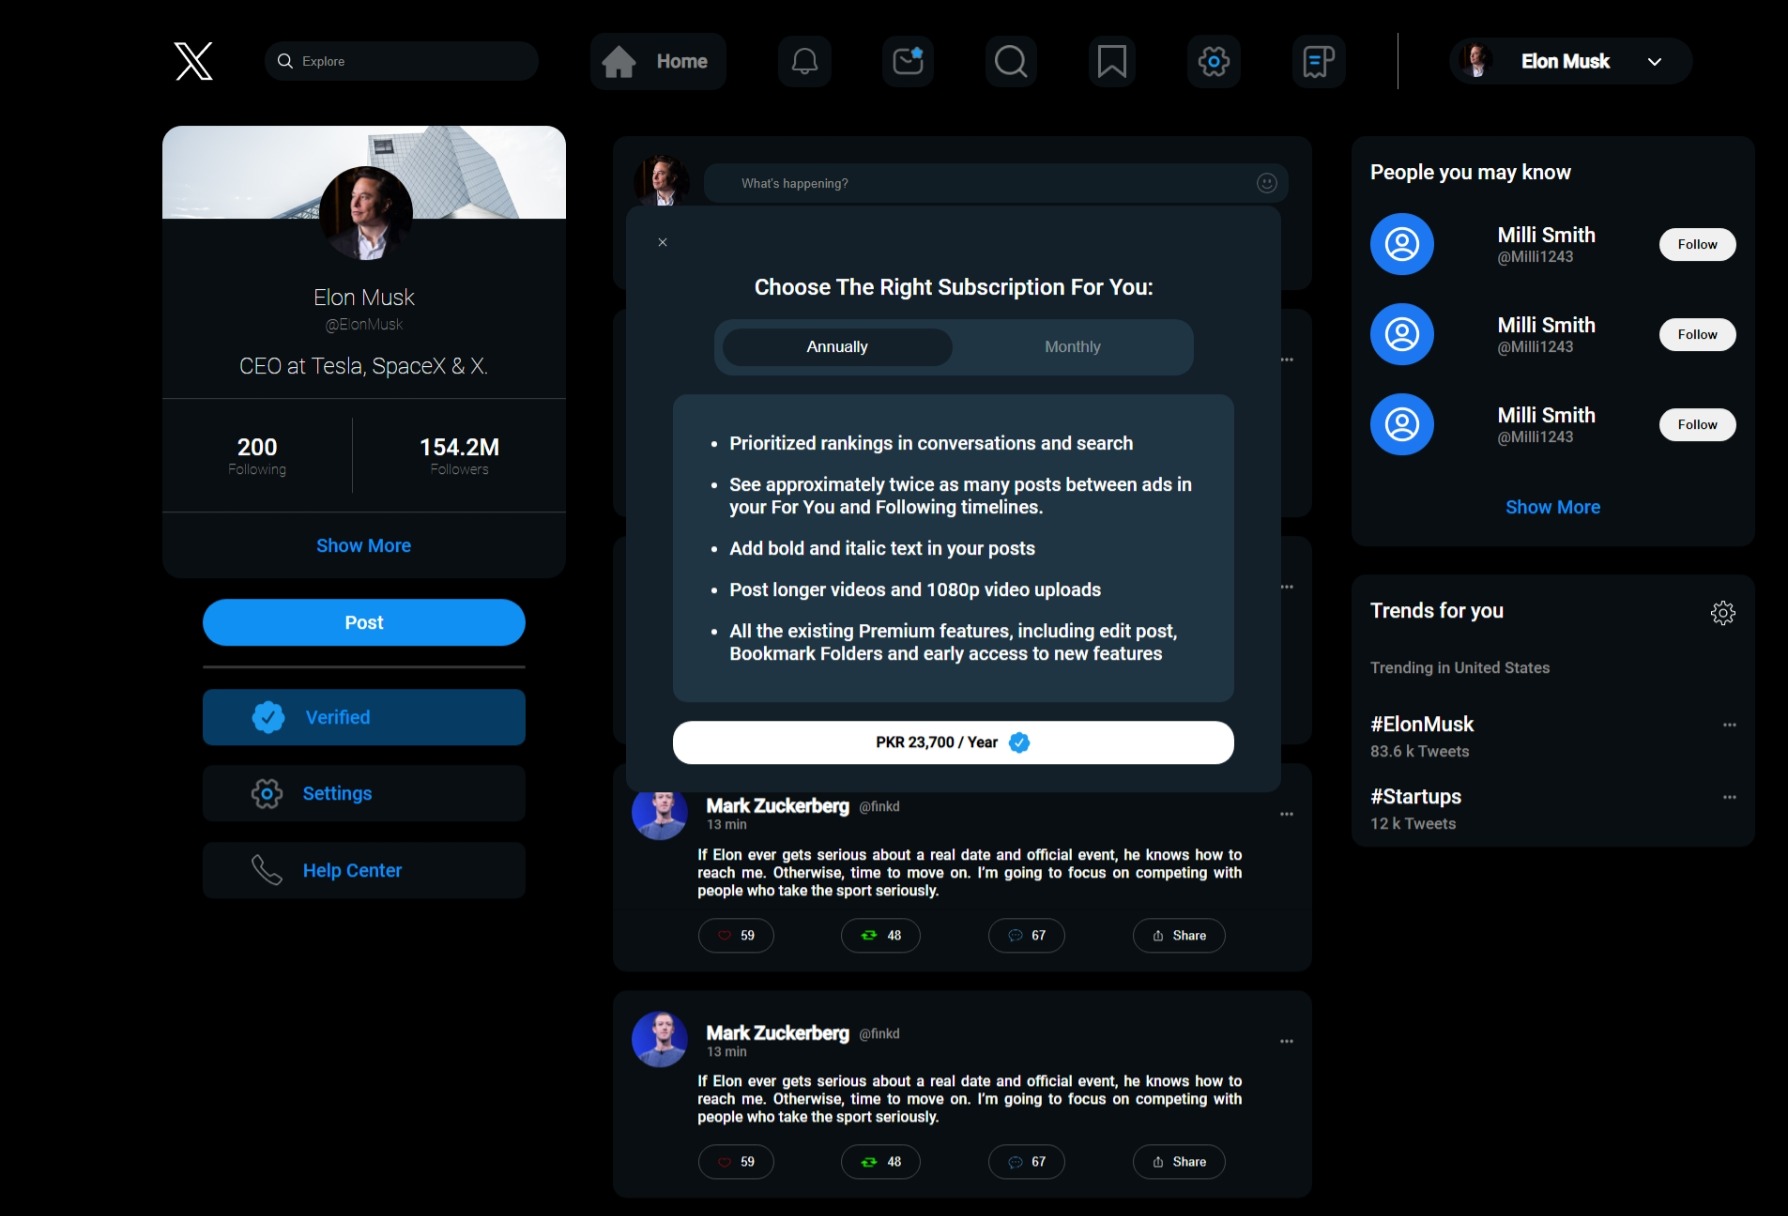 X
Explore
Home
Elon Musk
Elon Musk
@ElonMusk
CEO at Tesla, SpaceX & X.
200
Following
154.2M
Followers
Show More
Post
Verified
Settings
Help Center
What's happening?
Choose The Right Subscription For You:
Annually
Monthly
Prioritized rankings in conversations and search
See approximately twice as many posts between ads in
your For You and Following timelines.
Add bold and italic text in your posts
Post longer videos and 1080p video uploads
All the existing Premium features, including edit post,
Bookmark Folders and early access to new features
PKR 23,700 / Year
Mark Zuckerberg @finkd
13 min
If Elon ever gets serious about a real date and official event, he knows how to
reach me. Otherwise, time to move on. I'm going to focus on competing with
people who take the sport seriously.
59
48
67
Share
Mark Zuckerberg @finkd
13 min
If Elon ever gets serious about a real date and official event, he knows how to
reach me. Otherwise, time to move on. I'm going to focus on competing with
people who take the sport seriously.
59
48
67
Share
People you may know
Milli Smith
@Milli1243
Follow
Milli Smith
@Milli1243
Follow
Milli Smith
@Milli1243
Follow
Show More
Trends for you
Trending in United States
#ElonMusk
83.6 k Tweets
#Startups
12 k Tweets